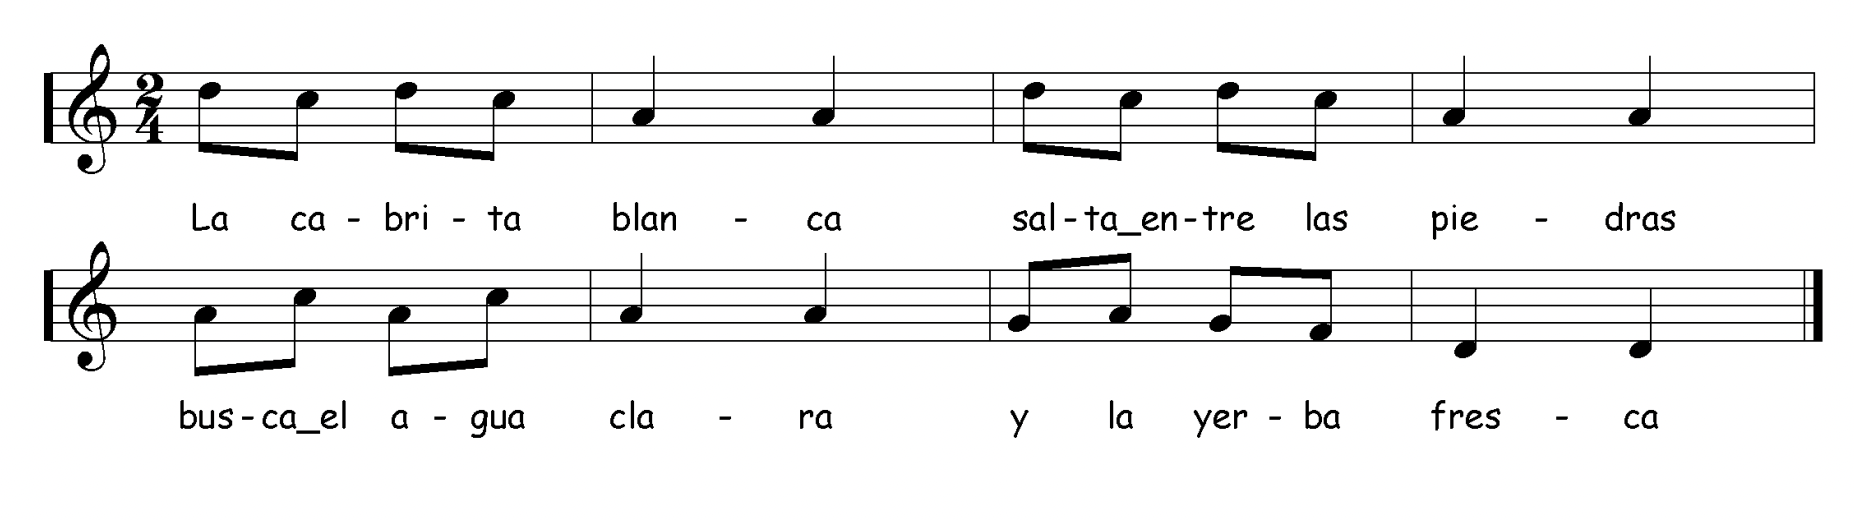 2
4
La ca - bri - ta blan - ca sal - ta_en - tre las pie - dras
bus - ca_el a - gua cla - ra y la yer - ba fres - ca